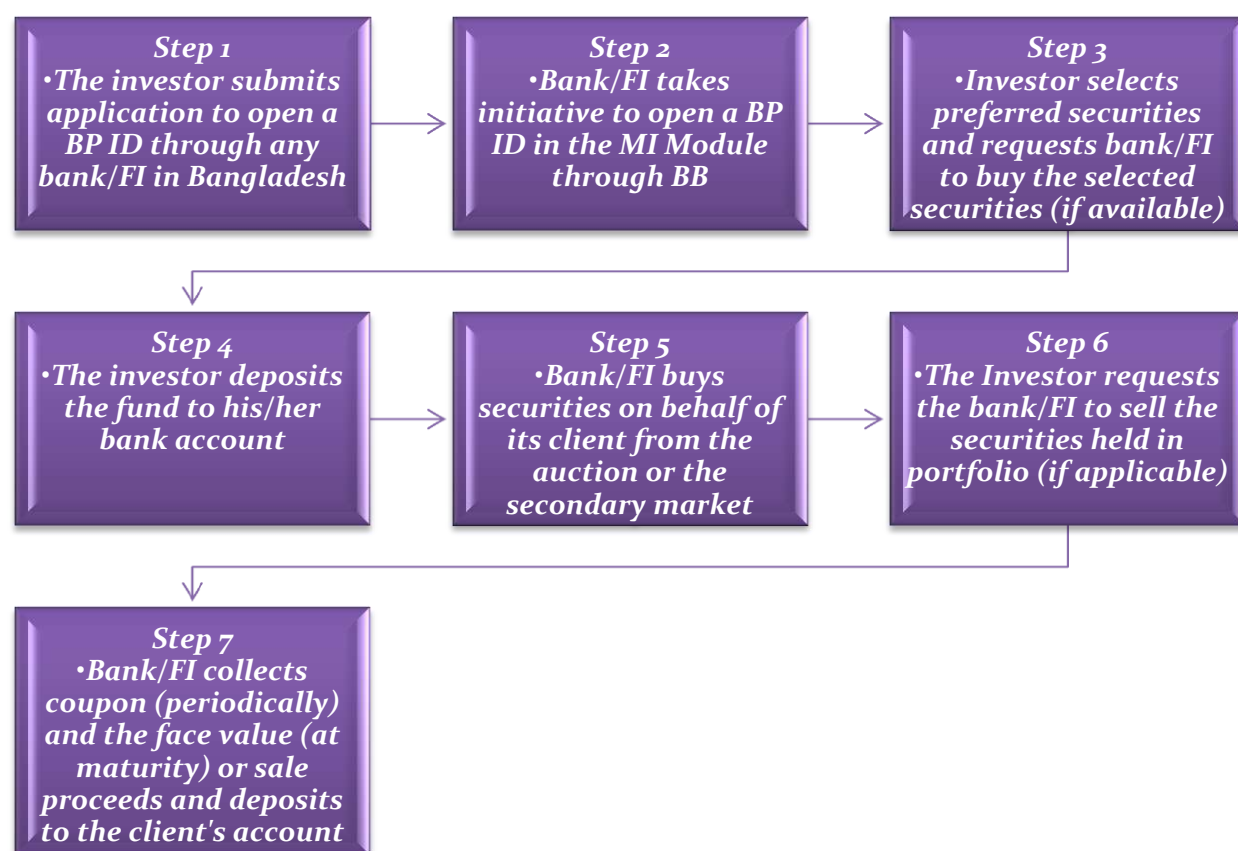 Step 1
•The investor submits
application to open a
BP ID through any
bank/FI in Bangladesh
Step 2
•Bank/FI takes
initiative to open a BP
ID in the MI Module
through BB
Step 3
•Investor selects
preferred securities
and requests bank/FI
to buy the selected
securities (if available)
Step 4
•The investor deposits
the fund to his/her
bank account
Step 5
•Bank/FI buys
securities on behalf of
its client from the
auction or the
secondary market
Step 6
•The Investor requests
the bank/FI to sell the
securities held in
portfolio (if applicable)
Step 7
•Bank/FI collects
coupon (periodically)
and the face value (at
maturity) or sale
proceeds and deposits
to the client's account